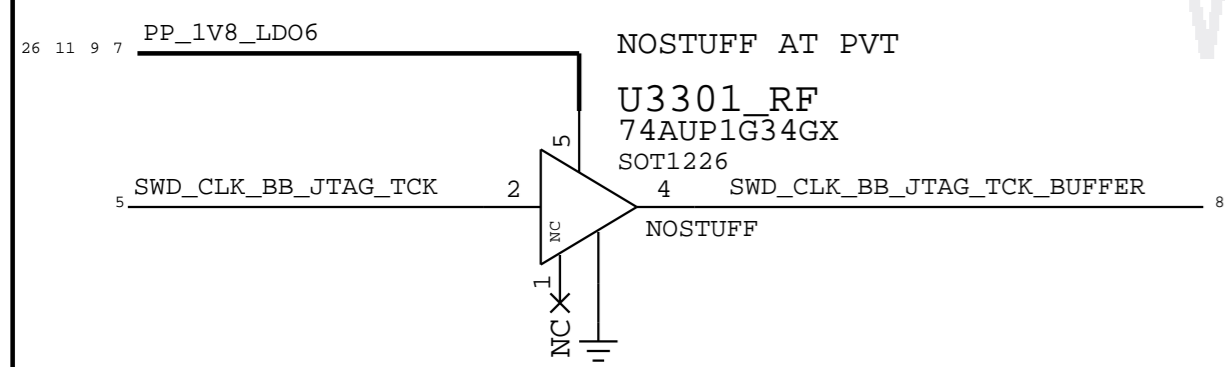 PP_1V8_LDO6
26 11 9 7
NOSTUFF AT PVT
U3301_RF
74AUP1G34GX
SOT1226
5
SWD_CLK_BB_JTAG_TCK
5
2
4
SWD_CLK_BB_JTAG_TCK_BUFFER
8
NC
NOSTUFF
1
NC